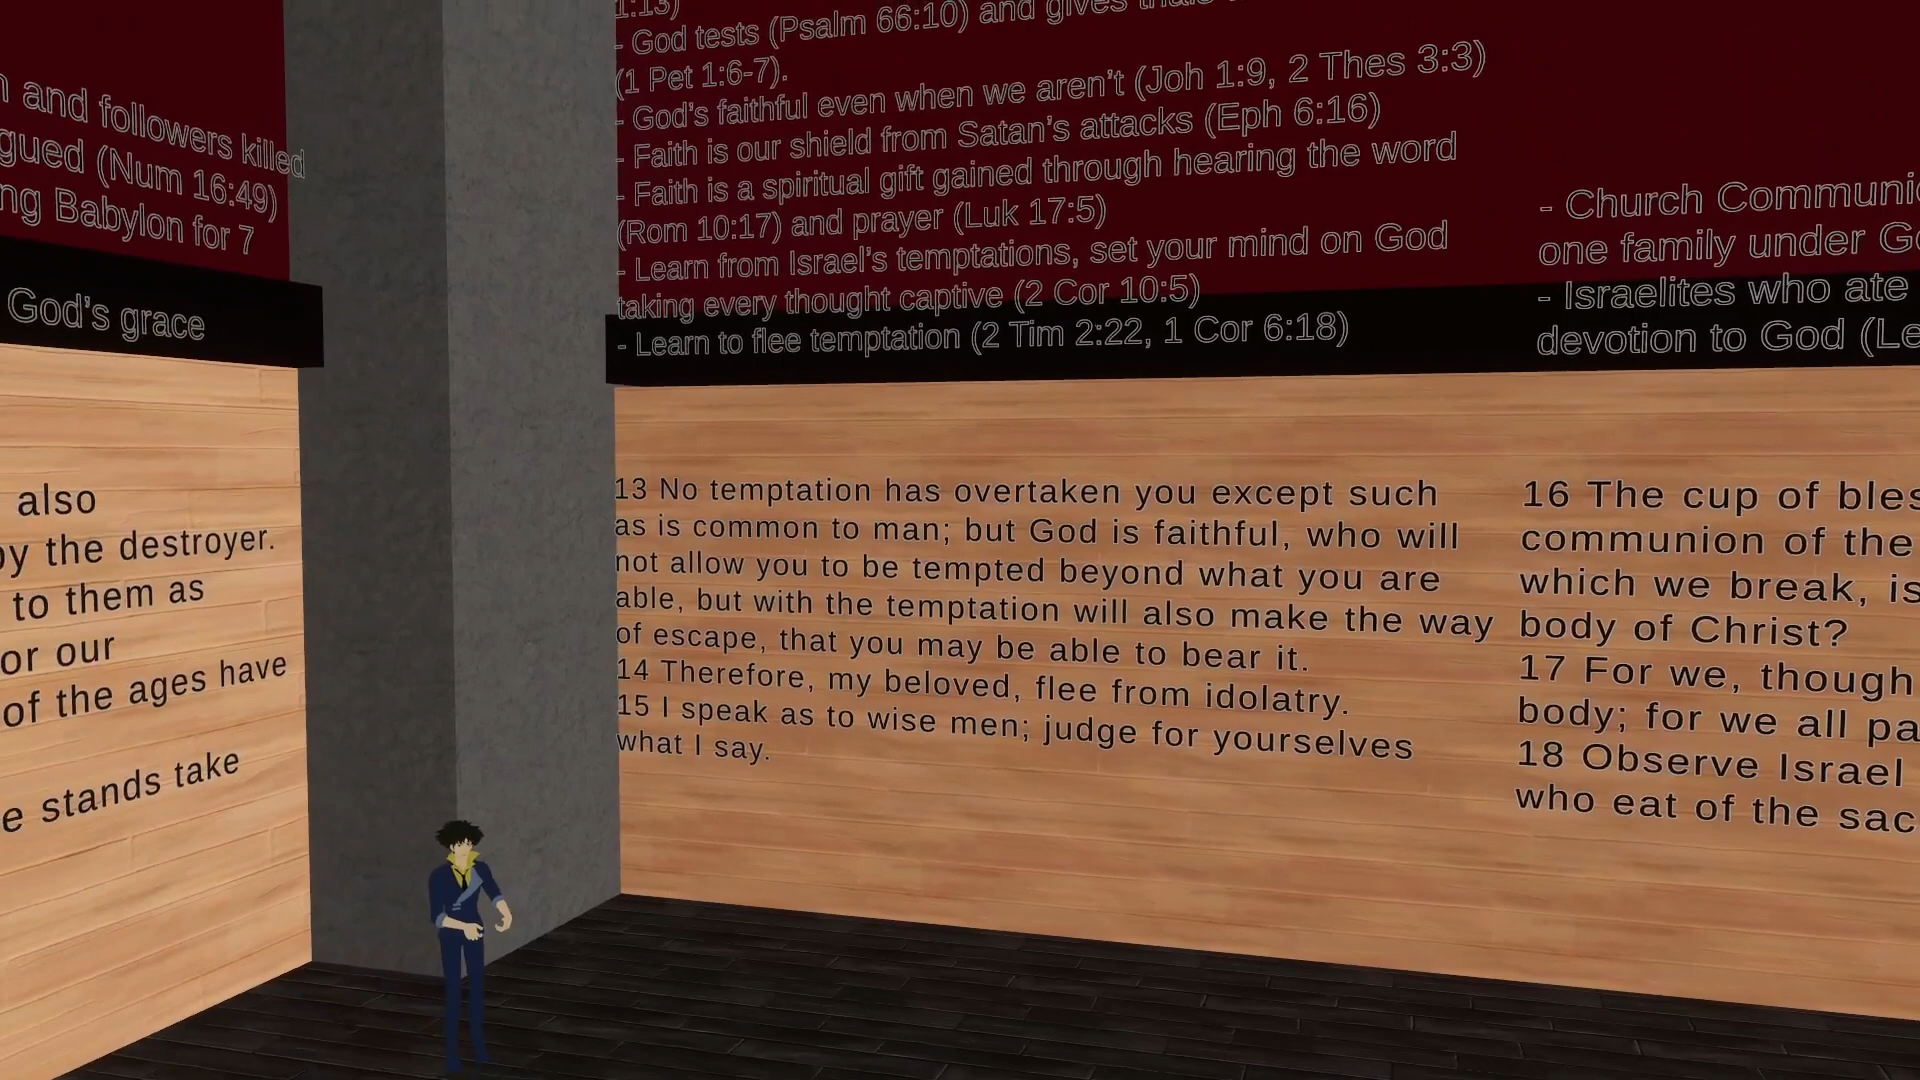 and followers killed
(Num 16:49)
Babylon for 7
God's grace
also
the destroyer.
to them as
or our
of the ages have
stands take
1:13)
- God tests (Psalm 66:10) and gives
(1 Pet 1:6-7).
- God's faithful even when we aren't (Joh 1:9, 2 Thes 3:3)
- Faith is our shield from Satan's attacks (Eph 6:16)
- Faith is a spiritual gift gained through hearing the word
(Rom 10:17) and prayer (Luk 17:5)
- Learn from Israel's temptations, set your mind on God
taking every thought captive (2 Cor 10:5)
- Learn to flee temptation (2 Tim 2:22, 1 Cor 6:18)
13 No temptation has overtaken you except such
as is common to man; but God is faithful, who will
not allow you to be tempted beyond what you are
able, but with the temptation will also make the way
of escape, that you may be able to bear it.
14 Therefore, my beloved, flee from idolatry.
15 I speak as to wise men; judge for yourselves
what I say.
- Church
one family under
- Israelites who ate
devotion to God
16 The cup of
communion of the
which we break,
body of Christ?
17 For we, though
body; for we all
18 Observe Israel
who eat of the